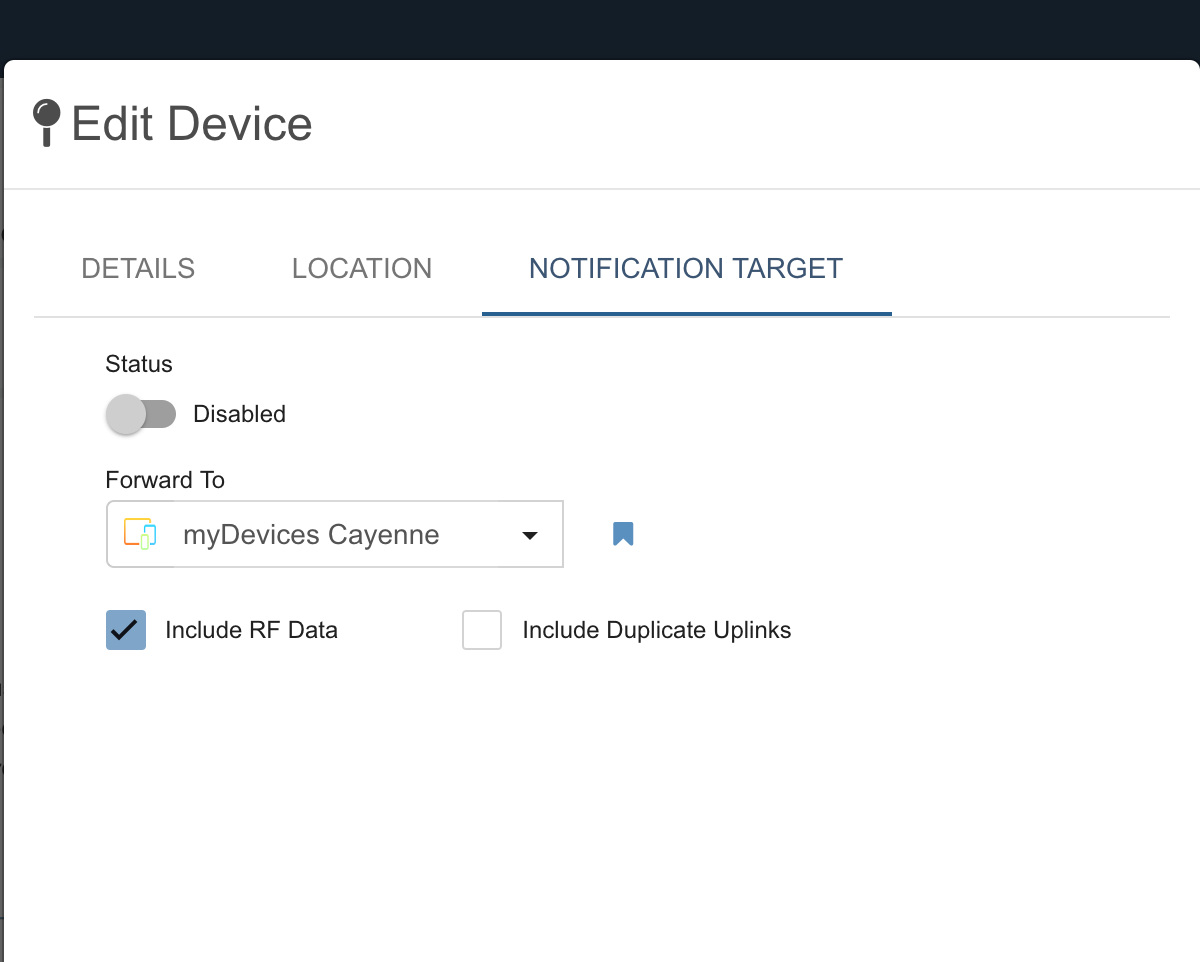 Edit Device
DETAILS LOCATION NOTIFICATION TARGET
Status
Disabled
Forward To
myDevices Cayenne
Include RF Data Include Duplicate Uplinks